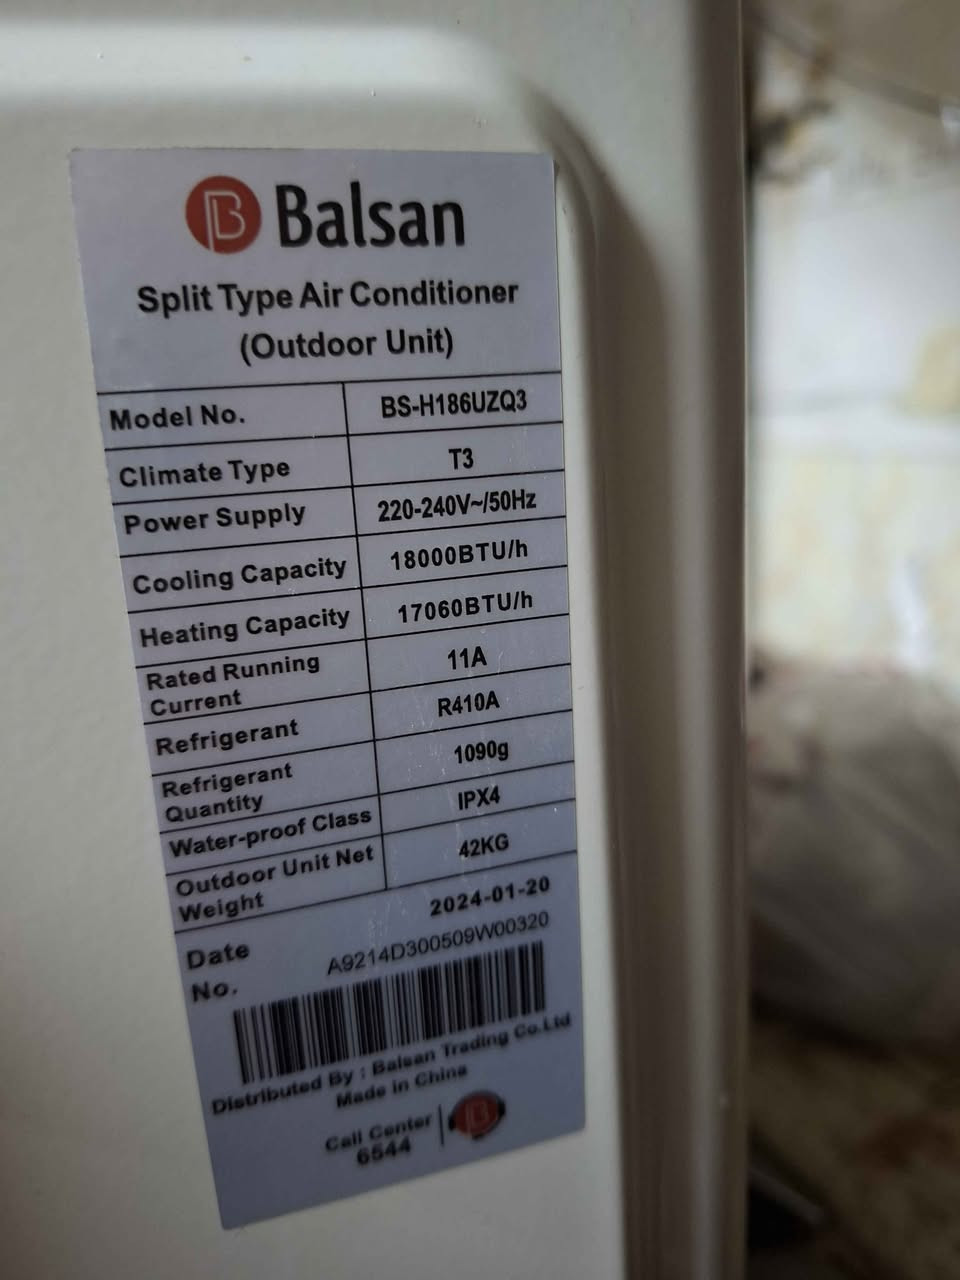 B Balsan
Split Type Air Conditioner
(Outdoor Unit)
Model No. BS-H186UZQ3
Climate Type T3
Power Supply 220-240V~/50Hz
Cooling Capacity 18000BTU/h
Heating Capacity 17060BTU/h
Rated Running
Current 11A
Refrigerant R410A
Refrigerant
Quantity 1090g
Water-proof Class IPX4
Outdoor Unit Net
Weight 42KG
Date 2024-01-20
No. A9214D300509W00320
Distributed By : Balsan Trading Co.Ltd
Made in China
Call Center
6544
B